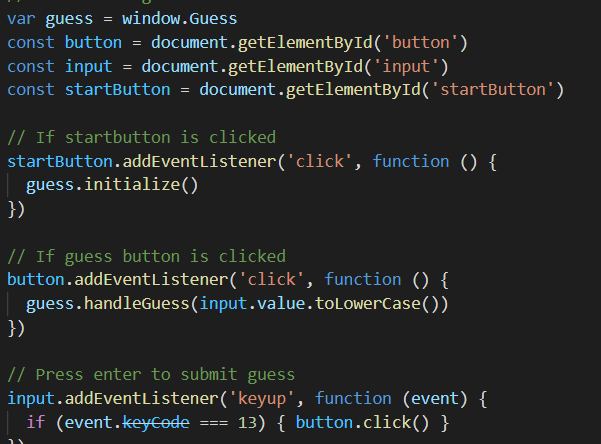 var guess = window.Guess
const button = document.getElementById('button')
const input = document.getElementById('input')
const startButton = document.getElementById('startButton')
// If startbutton is clicked
startButton.addEventListener('click', function () {
guess.initialize()
})
// If guess button is clicked
button.addEventListener('click', function () {
guess.handleGuess(input.value.toLowerCase())
})
// Press enter to submit guess
input.addEventListener('keyup', function (event) {
if (event.keyCode === 13) { button.click() }